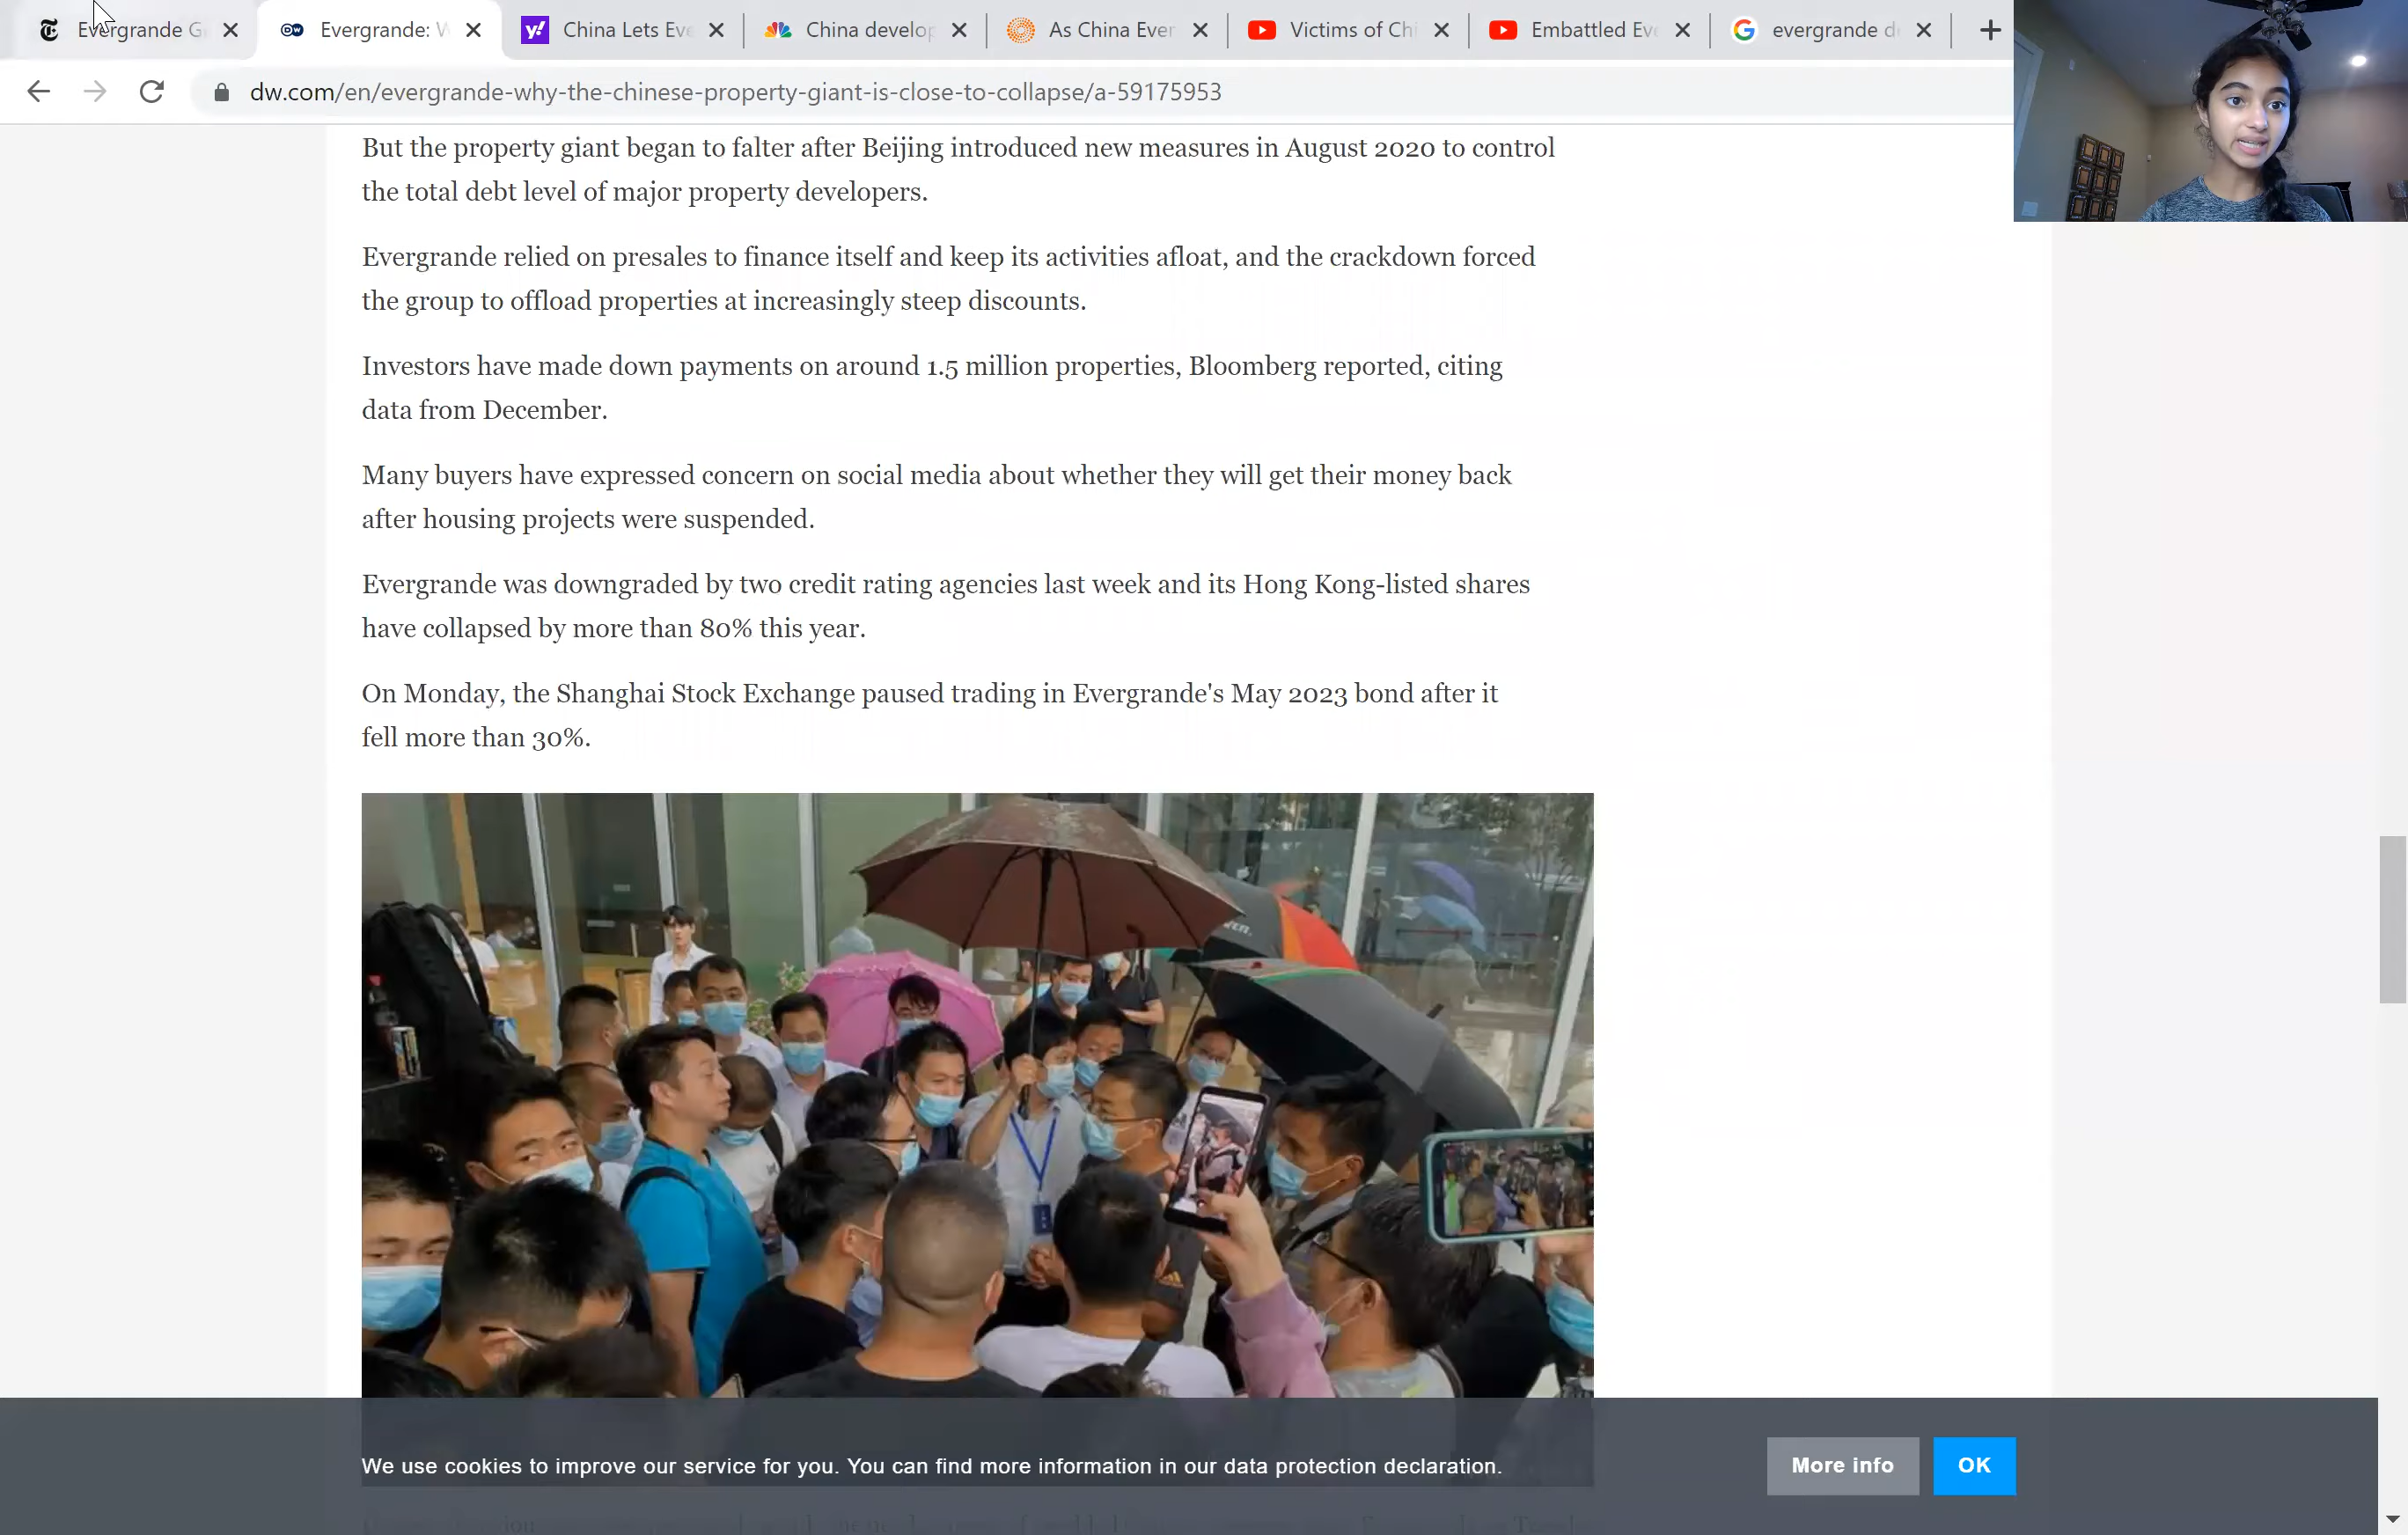 Evergrande G
Evergrande: W
China Lets Eve
China develop
As China Ever
Victims of Chi
Embattled Eve
evergrande d
dw.com/en/evergrande-why-the-chinese-property-giant-is-close-to-collapse/a-59175953
But the property giant began to falter after Beijing introduced new measures in August 2020 to control
the total debt level of major property developers.
Evergrande relied on presales to finance itself and keep its activities afloat, and the crackdown forced
the group to offload properties at increasingly steep discounts.
Investors have made down payments on around 1.5 million properties, Bloomberg reported, citing
data from December.
Many buyers have expressed concern on social media about whether they will get their money back
after housing projects were suspended.
Evergrande was downgraded by two credit rating agencies last week and its Hong Kong-listed shares
have collapsed by more than 80% this year.
On Monday, the Shanghai Stock Exchange paused trading in Evergrande's May 2023 bond after it
fell more than 30%.
We use cookies to improve our service for you. You can find more information in our data protection declaration.
More info
OK